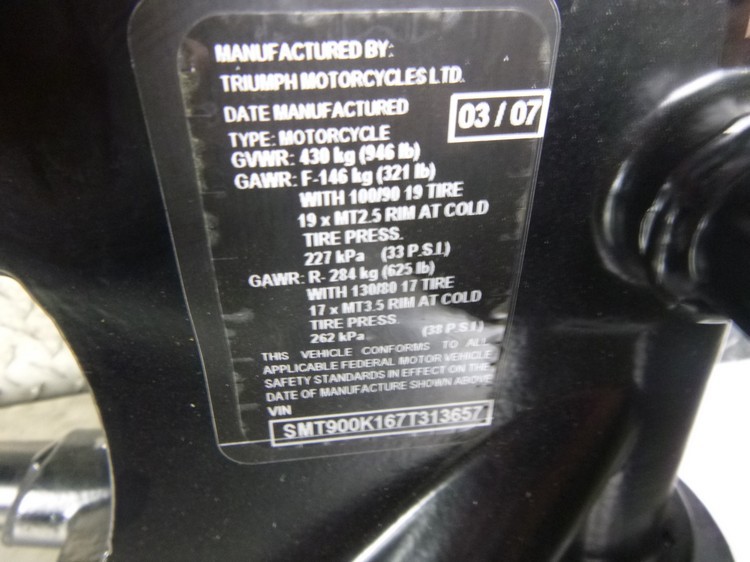 MANUFACTURED BY:
TRIUMPH MOTORCYCLES LTD.
DATE MANUFACTURED 03 / 07
TYPE: MOTORCYCLE
GVWR: 430 kg (946 lb)
GAWR: F-146 kg (321 lb)
WITH 100/90 19 TIRE
19 x MT2.5 RIM AT COLD
TIRE PRESS.
227 kPa (33 P.S.I.)
GAWR: R- 284 kg (625 lb)
WITH 130/80 17 TIRE
17 x MT3.5 RIM AT COLD
TIRE PRESS
262 kPa (38 P.S.I.)
THIS VEHICLE CONFORMS TO ALL
APPLICABLE FEDERAL MOTOR VEHICLE
SAFETY STANDARDS IN EFFECT ON THE
DATE OF MANUFACTURE SHOWN ABOVE
VIN
SMT900K167T313657